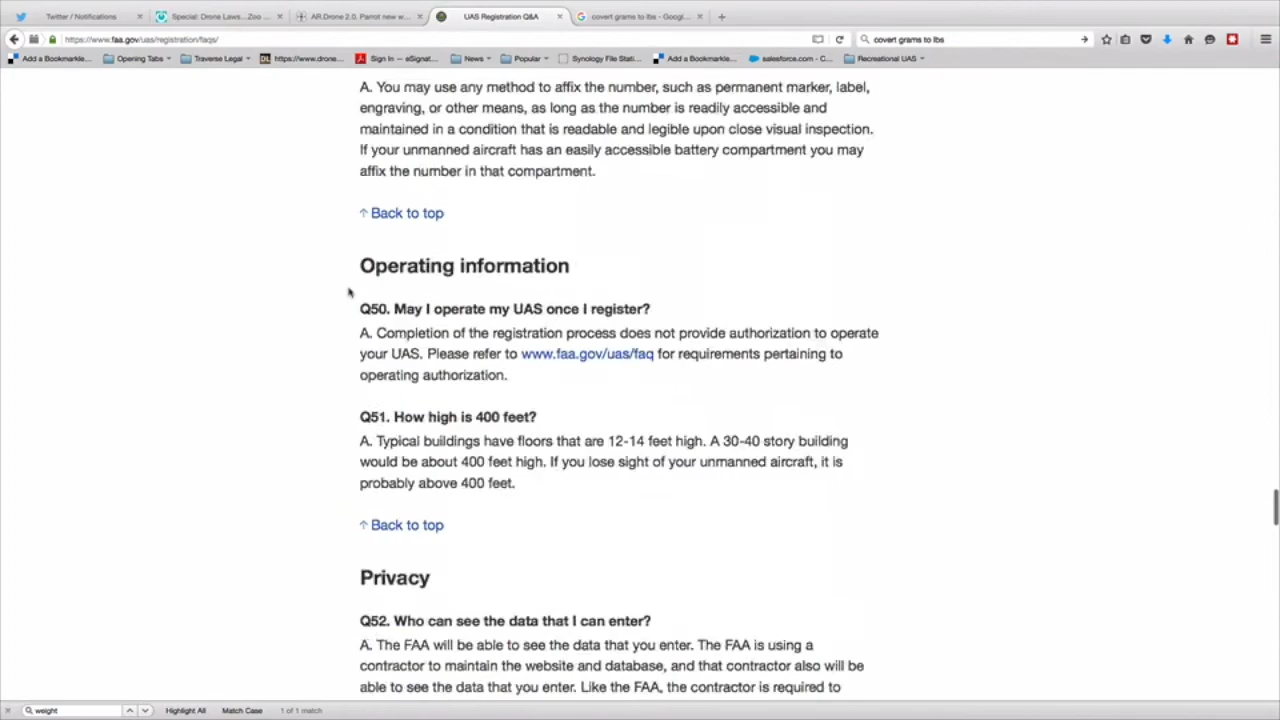 Twitter / Notifications
Special: Drone Laws...Zoo ...
AR.Drone 2.0. Parrot new w...
UAS Registration Q&A
covert grams to lbs - Googl...
https://www.faa.gov/uas/registration/faqs/
covert grams to lbs
Add a Bookmarkle...
Opening Tabs
Traverse Legal
https://www.drone...
Sign In — eSignat...
News
Popular
Synology File Stati...
Add a Bookmarkle...
salesforce.com - C...
Recreational UAS
A. You may use any method to affix the number, such as permanent marker, label,
engraving, or other means, as long as the number is readily accessible and
maintained in a condition that is readable and legible upon close visual inspection.
If your unmanned aircraft has an easily accessible battery compartment you may
affix the number in that compartment.
↑ Back to top
Operating information
Q50. May I operate my UAS once I register?
A. Completion of the registration process does not provide authorization to operate
your UAS. Please refer to www.faa.gov/uas/faq for requirements pertaining to
operating authorization.
Q51. How high is 400 feet?
A. Typical buildings have floors that are 12-14 feet high. A 30-40 story building
would be about 400 feet high. If you lose sight of your unmanned aircraft, it is
probably above 400 feet.
↑ Back to top
Privacy
Q52. Who can see the data that I can enter?
A. The FAA will be able to see the data that you enter. The FAA is using a
contractor to maintain the website and database, and that contractor also will be
able to see the data that you enter. Like the FAA, the contractor is required to
weight
Highlight All
Match Case
1 of 1 match